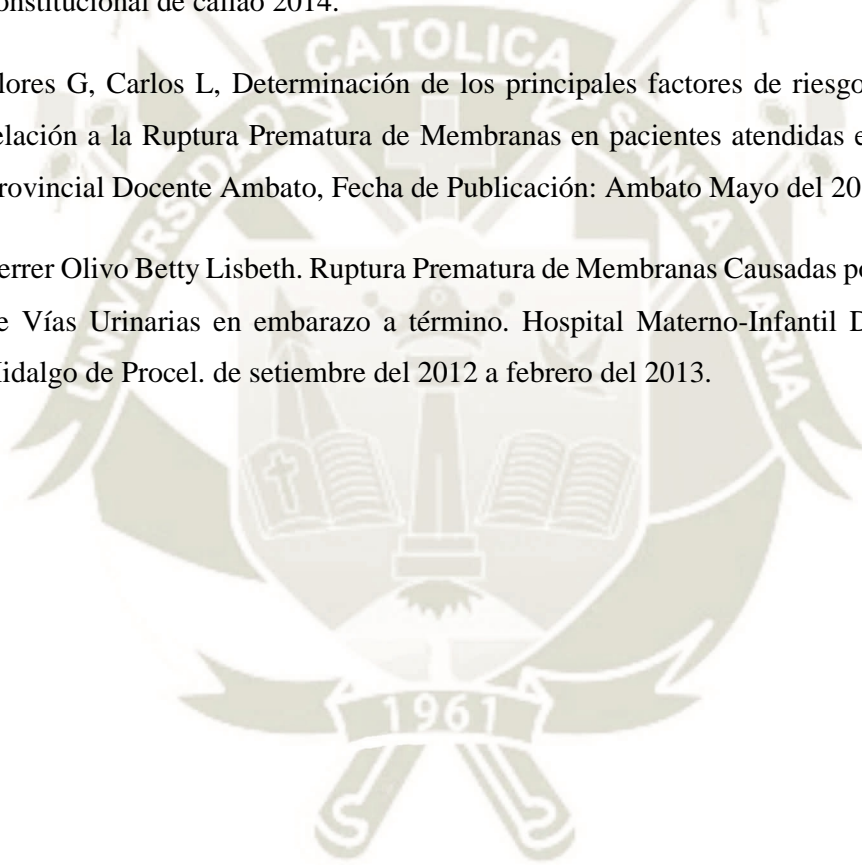 onstitucional de callao 2014.
lores G, Carlos L, Determinación de los principales factores de riesgo
elación a la Ruptura Prematura de Membranas en pacientes atendidas e
rovincial Docente Ambato, Fecha de Publicación: Ambato Mayo del 20
errer Olivo Betty Lisbeth. Ruptura Prematura de Membranas Causadas po
e Vías Urinarias en embarazo a término. Hospital Materno-Infantil D
idalgo de Procel. de setiembre del 2012 a febrero del 2013.
UNIVERSIDAD CATOLICA SANTA MARIA
1961